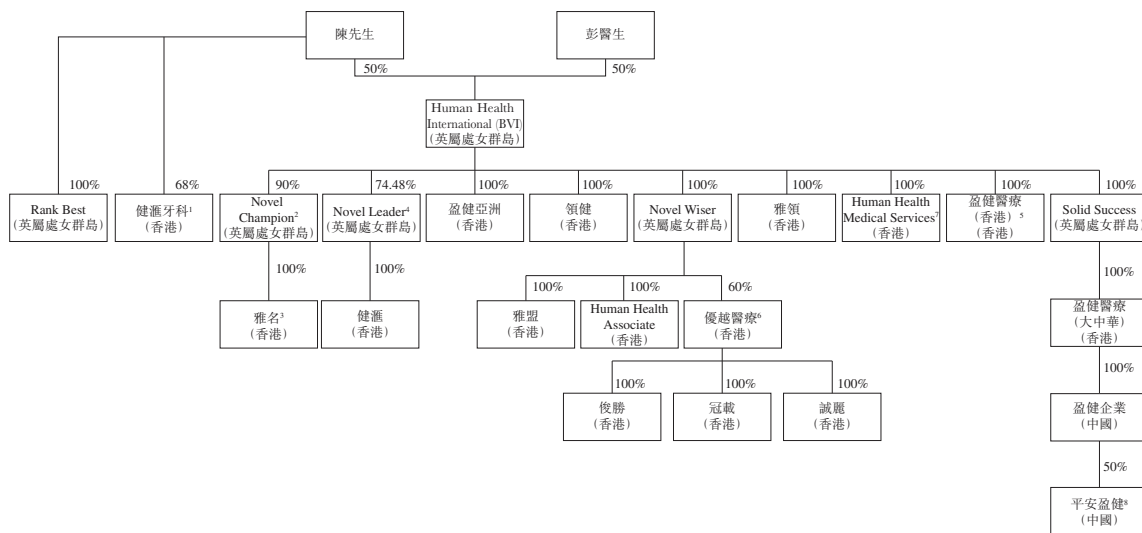 陳先生
彭醫生
50%
50%
Human Health
International (BVI)
(英屬處女群島)
100%
68%
90%
74.48%
100%
100%
100%
100%
100%
100%
100%
Rank Best
(英屬處女群島)
健滙牙科¹
(香港)
Novel
Champion²
(英屬處女群島)
Novel Leader⁴
(英屬處女群島)
盈健亞洲
(香港)
領健
(香港)
Novel Wiser
(英屬處女群島)
雅領
(香港)
Human Health
Medical Services⁷
(香港)
盈健醫療
(香港)⁵
(香港)
Solid Success
(英屬處女群島)
100%
100%
100%
100%
60%
100%
雅名³
(香港)
健滙
(香港)
雅盟
(香港)
Human Health
Associate
(香港)
優越醫療⁶
(香港)
盈健醫療
(大中華)
(香港)
100%
100%
100%
100%
俊勝
(香港)
冠載
(香港)
誠麗
(香港)
盈健企業
(中國)
50%
平安盈健⁸
(中國)